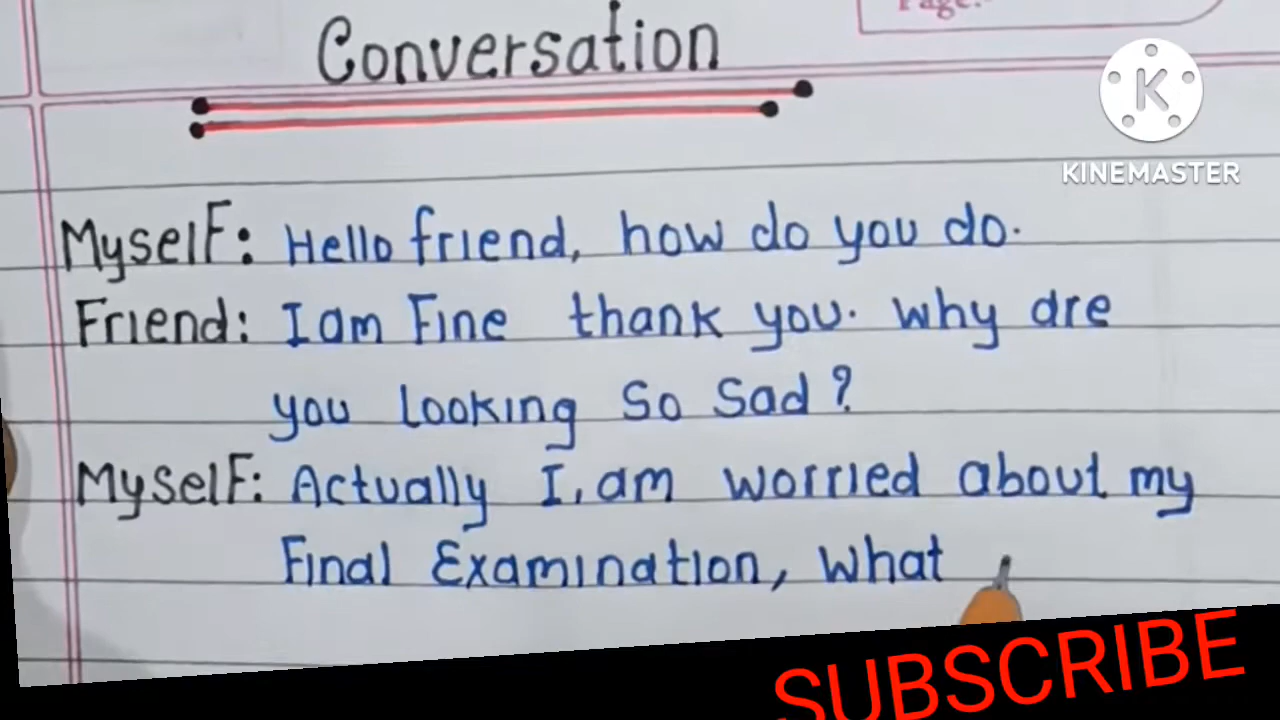 Page:
Conversation
K
KINEMASTER
Myself: Hello friend, how do you do.
Friend: I am Fine thank you. Why are
you looking So Sad?
Myself: Actually I, am worried about my
Final Examination, What
SUBSCRIBE